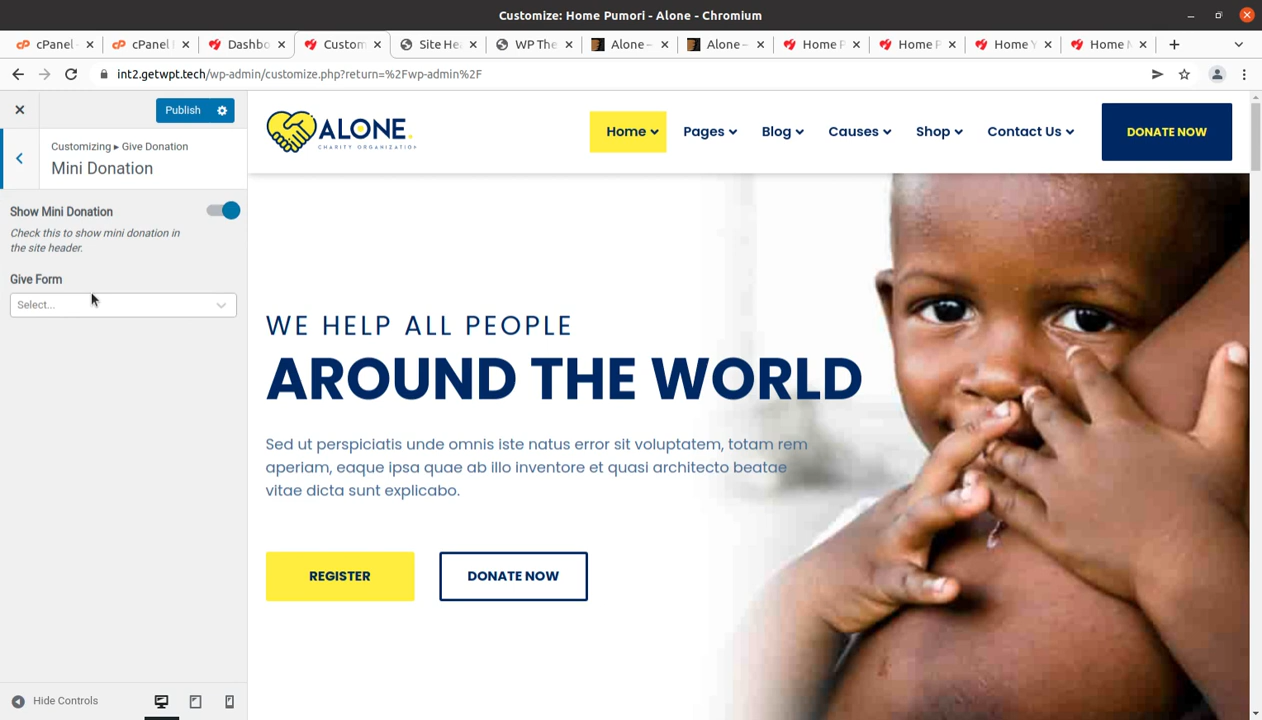 Customize: Home Pumori - Alone - Chromium
cPanel
cPanel
Dashbo
Custom
Site He
WP The
Alone –
Alone –
Home P
Home P
Home Y
Home
int2.getwpt.tech/wp-admin/customize.php?return=%2Fwp-admin%2F
Publish
Customizing ▸ Give Donation
Mini Donation
Show Mini Donation
Check this to show mini donation in
the site header.
Give Form
Select...
Hide Controls
ALONE.
CHARITY ORGANIZATION
Home
Pages
Blog
Causes
Shop
Contact Us
DONATE NOW
WE HELP ALL PEOPLE
AROUND THE WORLD
Sed ut perspiciatis unde omnis iste natus error sit voluptatem, totam rem
aperiam, eaque ipsa quae ab illo inventore et quasi architecto beatae
vitae dicta sunt explicabo.
REGISTER
DONATE NOW